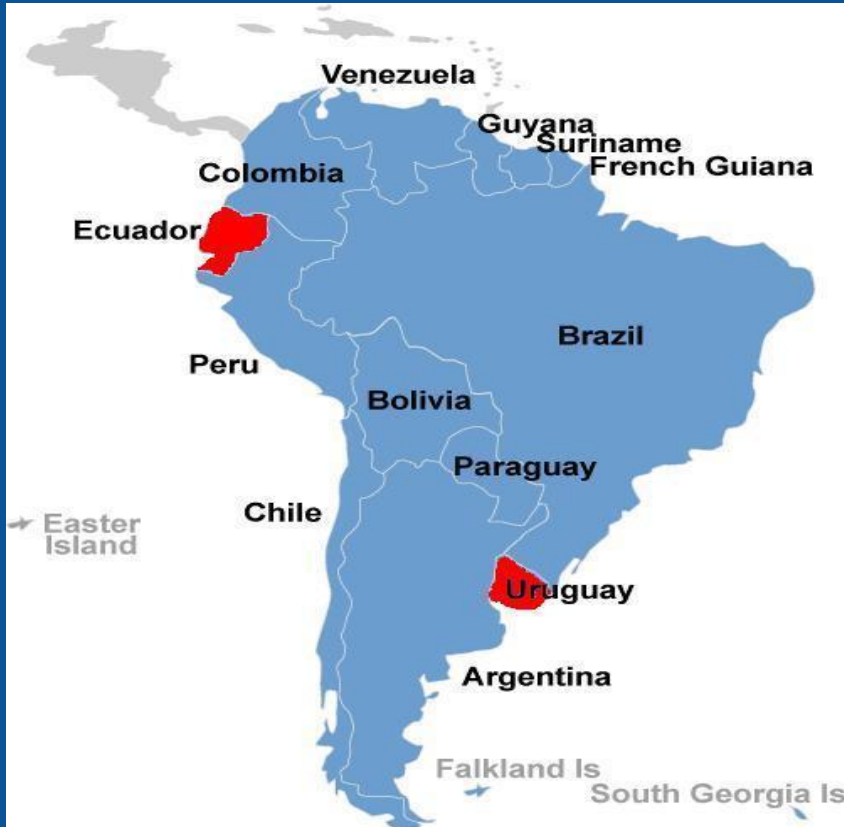 Venezuela
Guyana
Suriname
French Guiana
Colombia
Ecuador
Brazil
Peru
Bolivia
Paraguay
Chile
Easter
Island
Uruguay
Argentina
Falkland Is
South Georgia Is